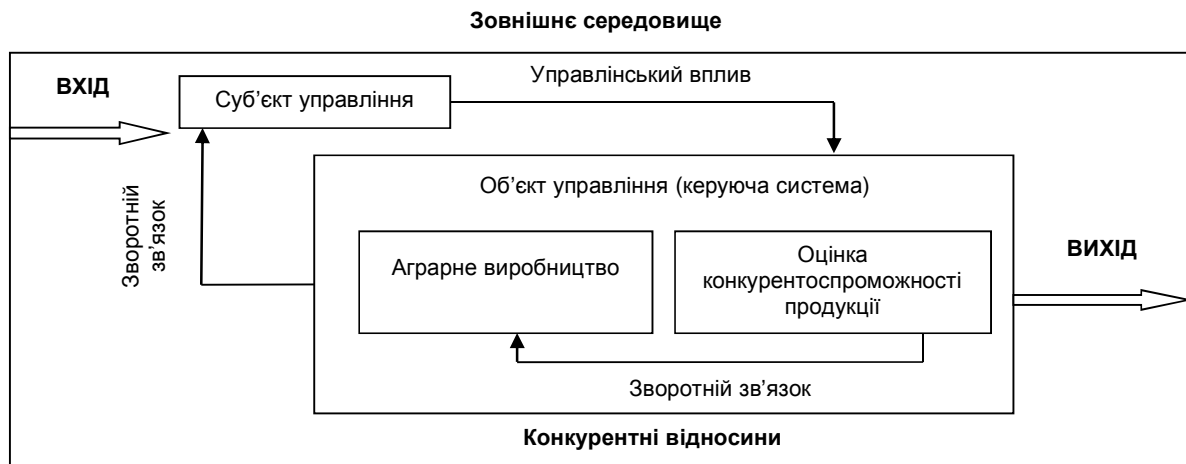 Зовнішнє середовище
ВХІД
Управлінський вплив
Суб’єкт управління
Зворотній
зв’язок
Об’єкт управління (керуюча система)
Аграрне виробництво
Оцінка
конкурентоспроможності
продукції
ВИХІД
Зворотній зв’язок
Конкурентні відносини